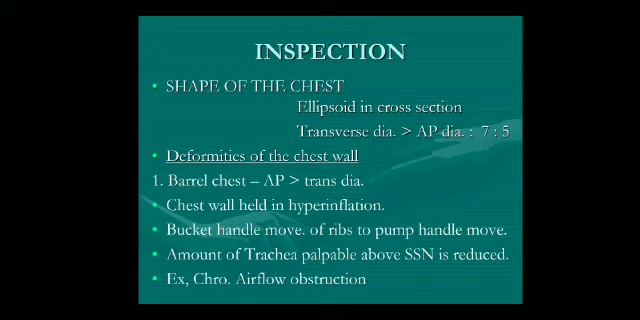 INSPECTION
• SHAPE OF THE CHEST
Ellipsoid in cross section
Transverse dia. > AP dia. : 7 : 5
• Deformities of the chest wall
1. Barrel chest – AP > trans dia.
• Chest wall held in hyperinflation.
• Bucket handle move. of ribs to pump handle move.
• Amount of Trachea palpable above SSN is reduced.
• Ex, Chro. Airflow obstruction